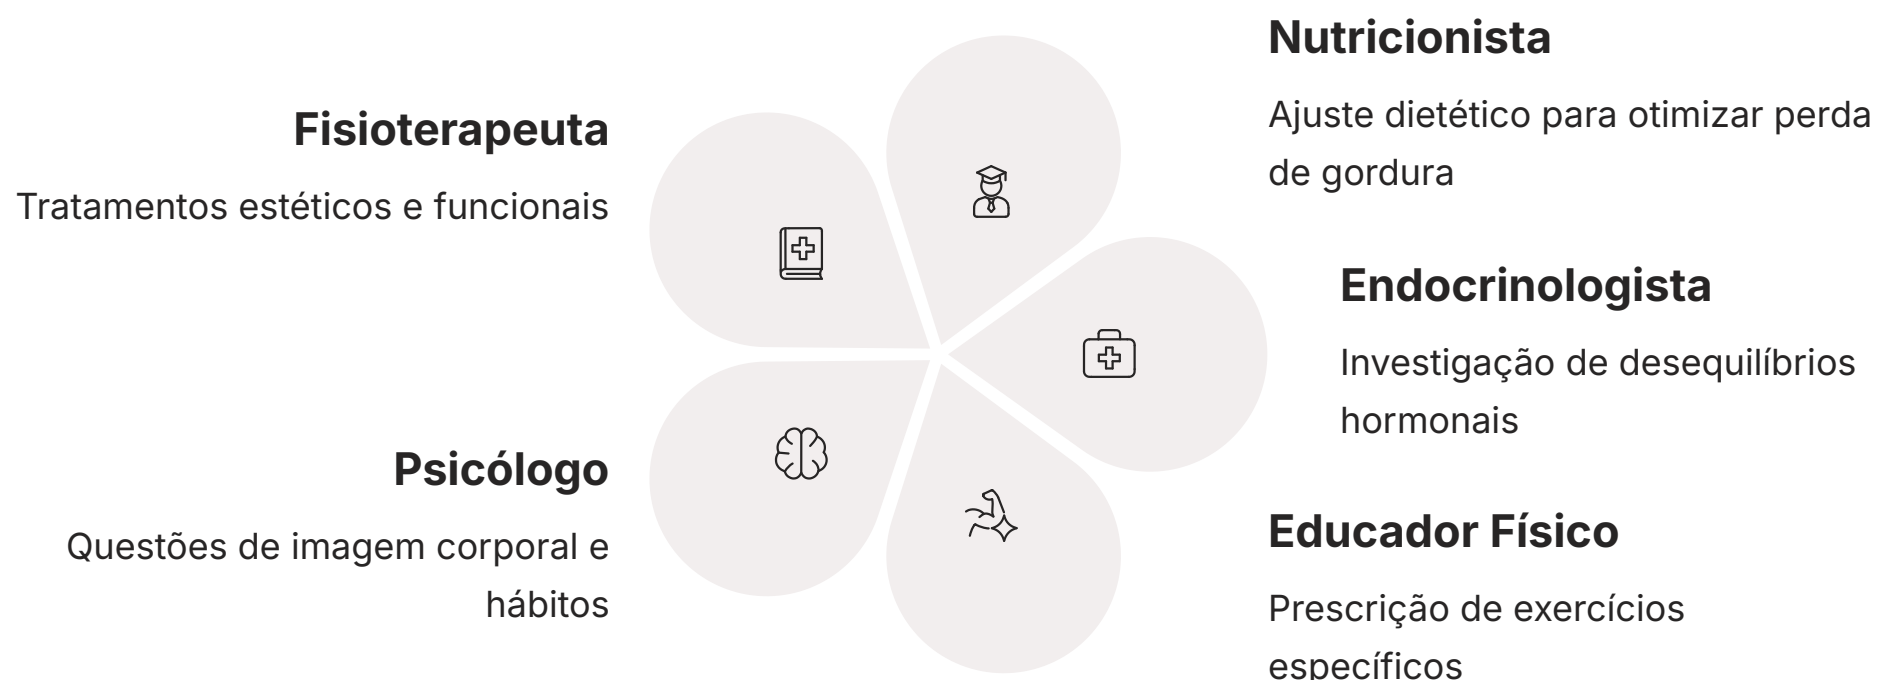 Nutricionista
Ajuste dietético para otimizar perda
de gordura
Fisioterapeuta
Tratamentos estéticos e funcionais
Endocrinologista
Investigação de desequilíbrios
hormonais
Psicólogo
Questões de imagem corporal e
hábitos
Educador Físico
Prescrição de exercícios
específicos